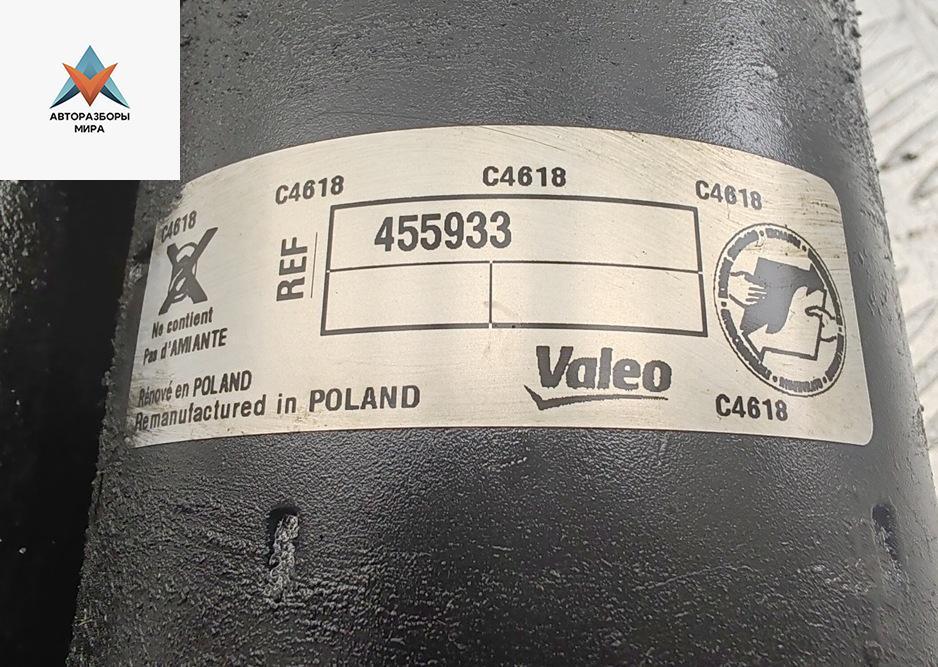 АВТОРАЗБОРЫ
МИРА
C4618
C4618
C4618
C4618
REF
455933
Ne contient
Pas d'AMIANTE
Rénové en POLAND
Remanufactured in POLAND
Valeo
C4618